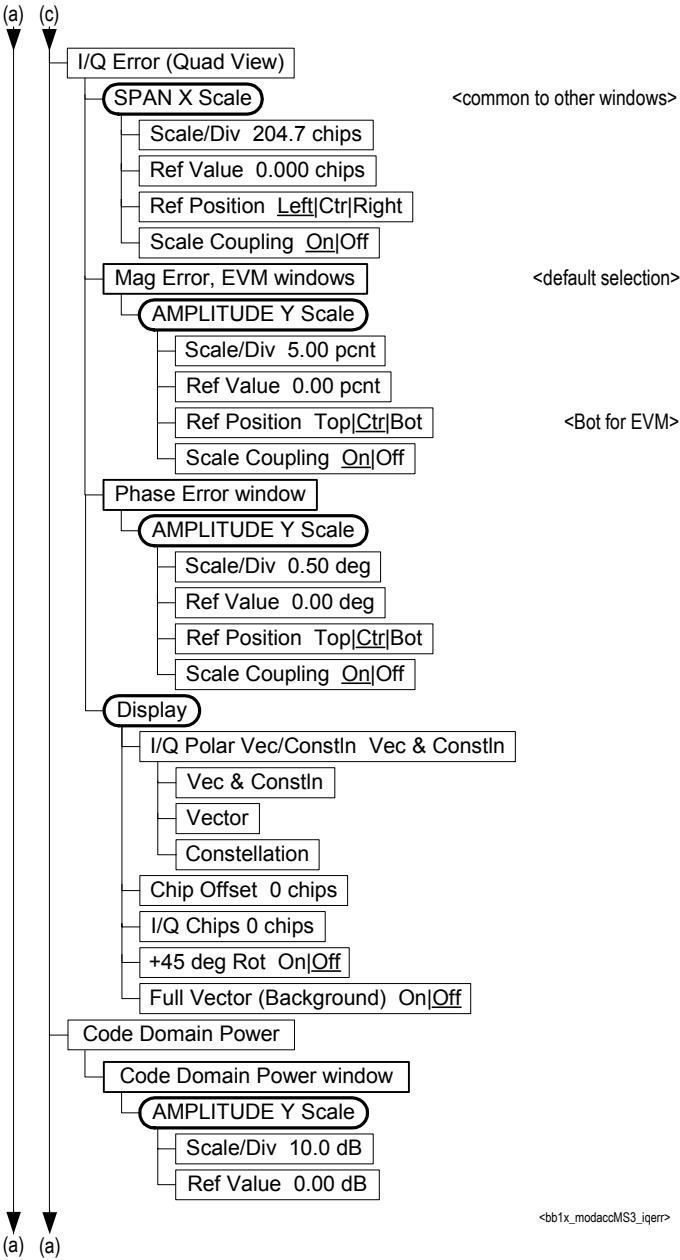 (a) (c)
I/Q Error (Quad View)
SPAN X Scale <common to other windows>
Scale/Div 204.7 chips
Ref Value 0.000 chips
Ref Position Left|Ctr|Right
Scale Coupling On|Off
Mag Error, EVM windows <default selection>
AMPLITUDE Y Scale
Scale/Div 5.00 pcnt
Ref Value 0.00 pcnt
Ref Position Top|Ctr|Bot <Bot for EVM>
Scale Coupling On|Off
Phase Error window
AMPLITUDE Y Scale
Scale/Div 0.50 deg
Ref Value 0.00 deg
Ref Position Top|Ctr|Bot
Scale Coupling On|Off
Display
I/Q Polar Vec/Constln Vec & Constln
Vec & Constln
Vector
Constellation
Chip Offset 0 chips
I/Q Chips 0 chips
+45 deg Rot On|Off
Full Vector (Background) On|Off
Code Domain Power
Code Domain Power window
AMPLITUDE Y Scale
Scale/Div 10.0 dB
Ref Value 0.00 dB
<bb1x_modaccMS3_iqerr>
(a) (a)